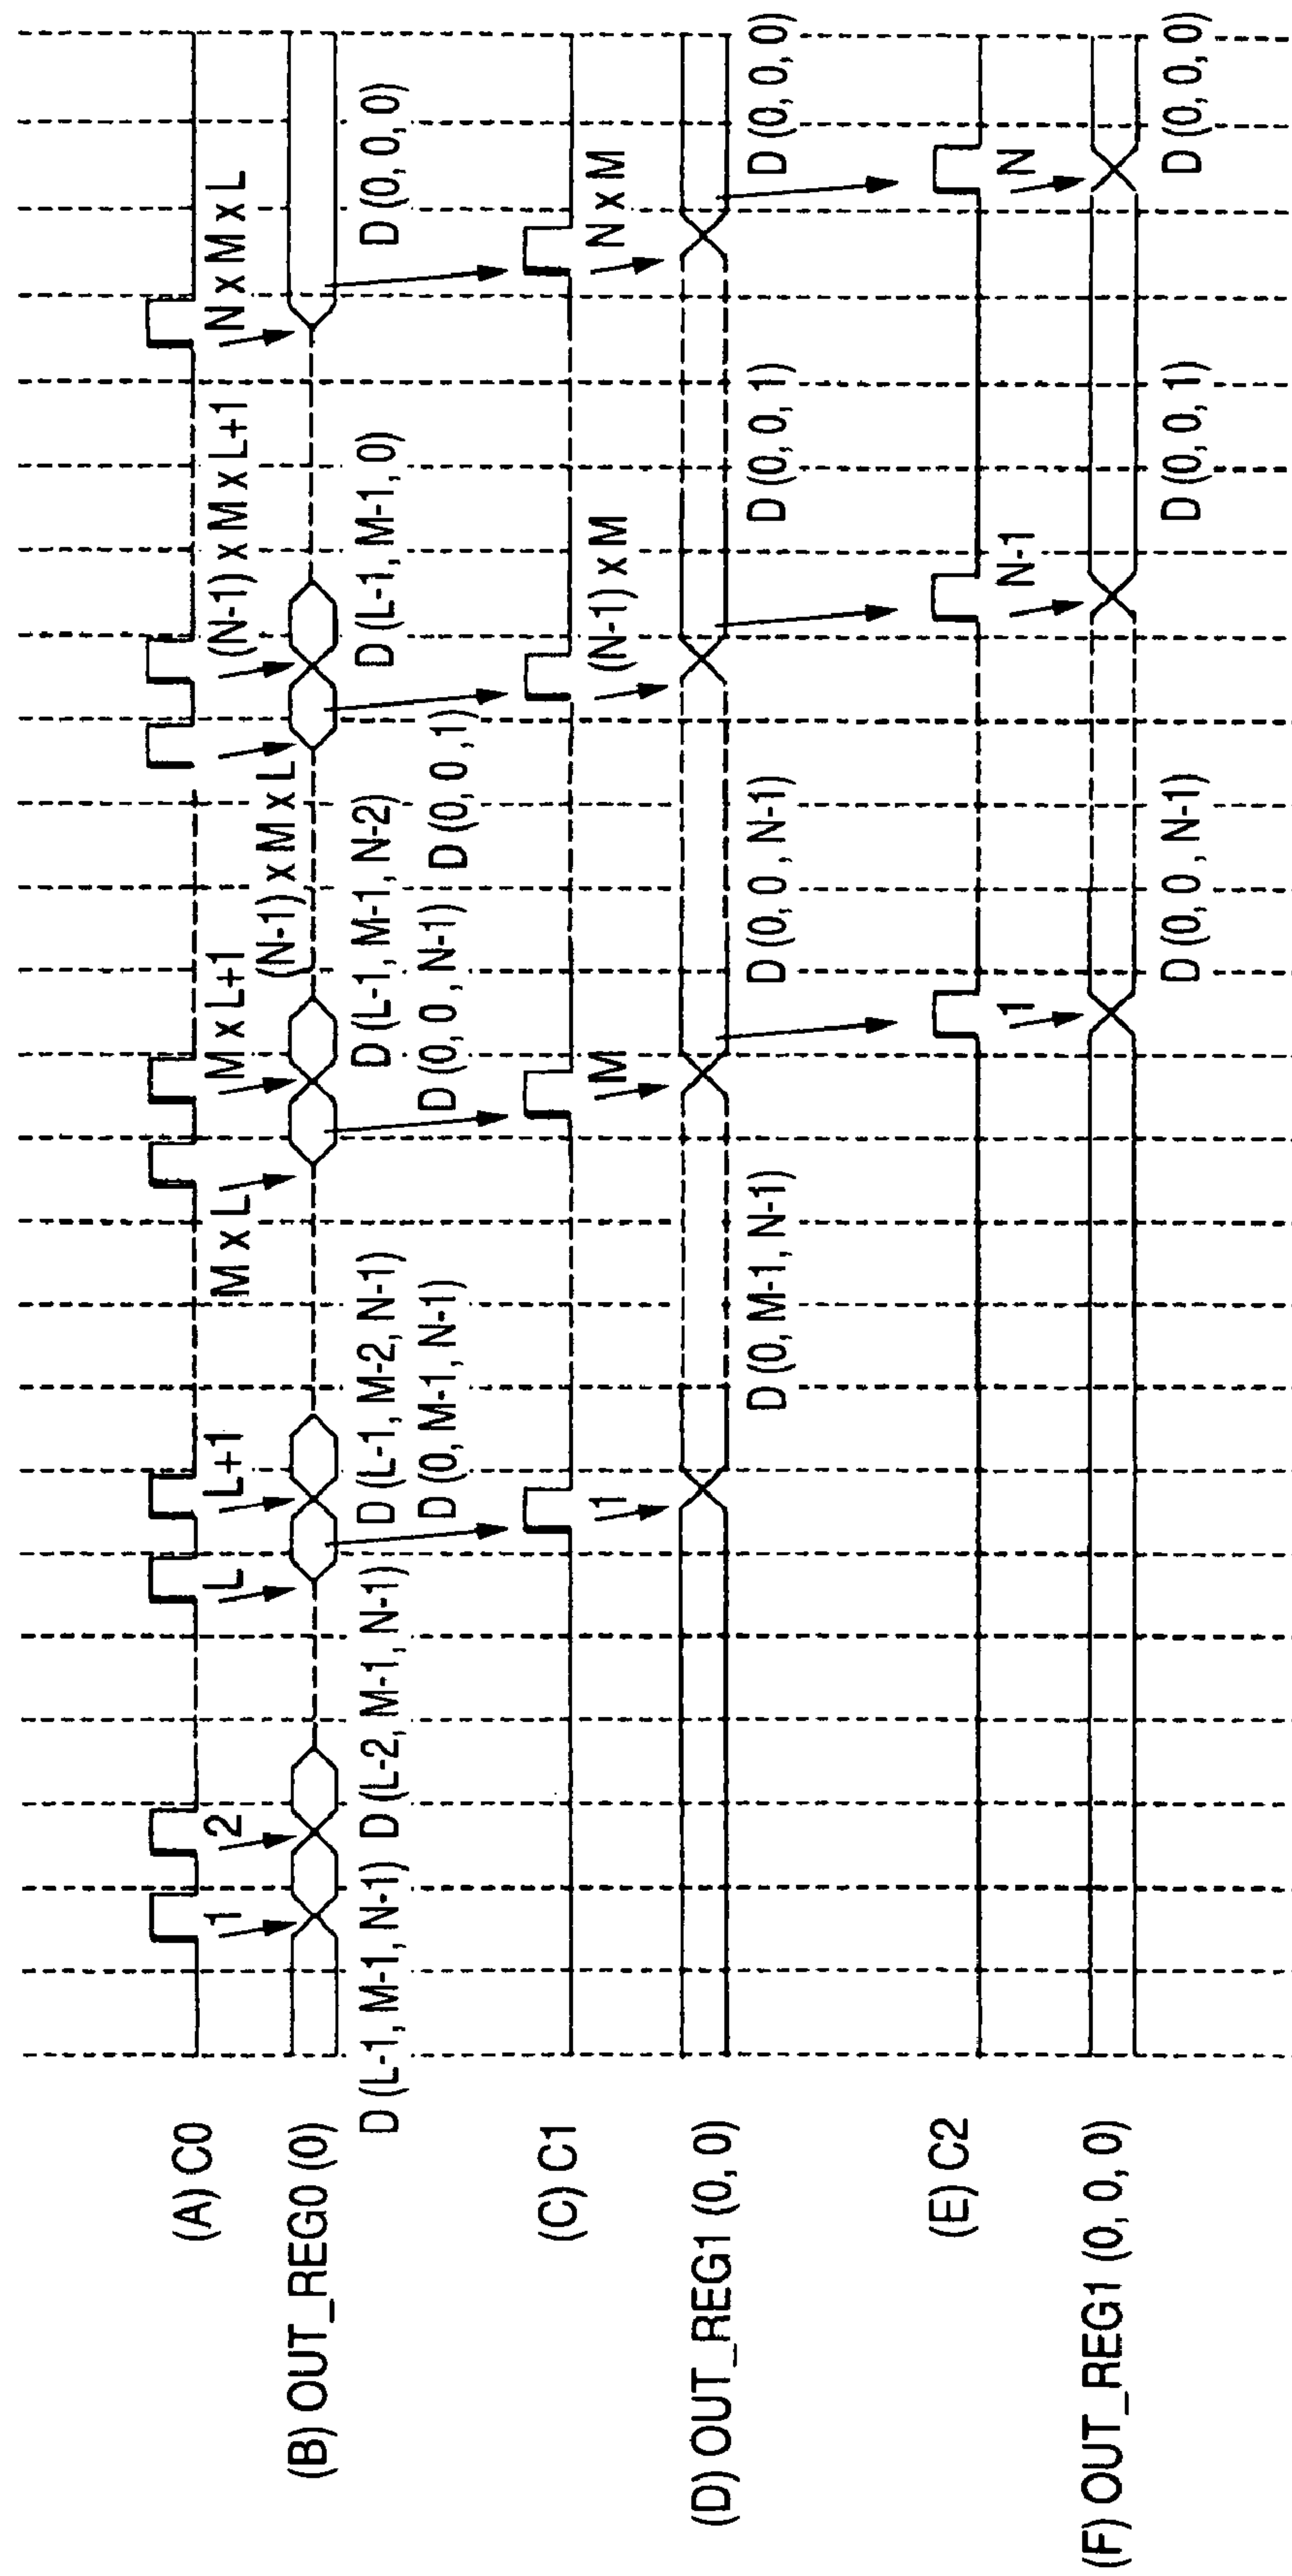 (A) C0
1
2
L
L+1
M x L
M x L+1
(N-1) x M x L
(N-1) x M x L+1
N x M x L
(B) OUT_REG0 (0)
D (L-1, M-1, N-1)
D (L-2, M-1, N-1)
D (L-1, M-2, N-1)
D (L-1, M-1, N-2)
D (L-1, M-1, 0)
D (0, 0, 0)
D (0, M-1, N-1)
D (0, 0, N-1)
D (0, 0, 1)
(C) C1
1
M
(N-1) x M
N x M
(D) OUT_REG1 (0, 0)
D (0, M-1, N-1)
D (0, 0, N-1)
D (0, 0, 1)
D (0, 0, 0)
(E) C2
1
N-1
N
(F) OUT_REG1 (0, 0, 0)
D (0, 0, N-1)
D (0, 0, 1)
D (0, 0, 0)